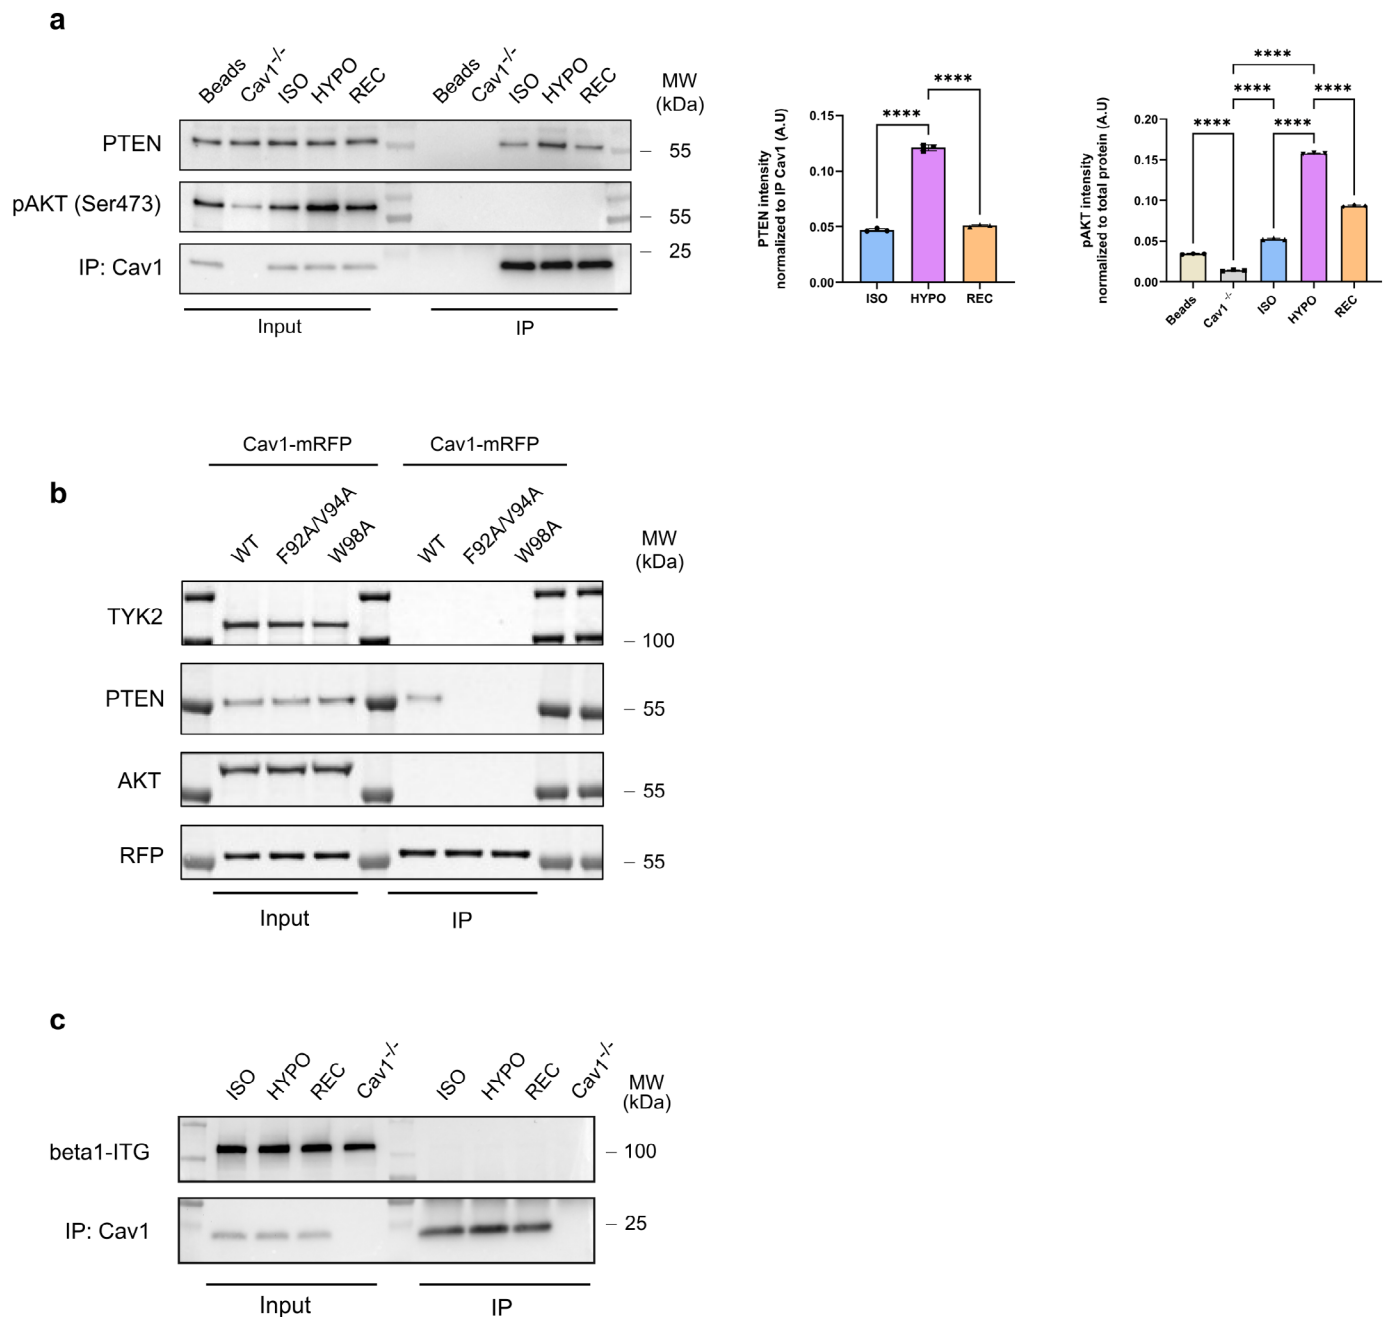 a
Beads
Cav1-/-
ISO
HYPO
REC
Beads
Cav1-/-
ISO
HYPO
REC
MW
(kDa)
PTEN
55
pAKT (Ser473)
55
IP: Cav1
25
Input
IP
PTEN intensity
normalized to IP Cav1 (A.U)
0.15
0.10
0.05
0.00
****
****
ISO
HYPO
REC
pAKT intensity
normalized to total protein (A.U)
0.20
0.15
0.10
0.05
0.00
****
****
****
****
****
Beads
Cav1 -/-
ISO
HYPO
REC
b
Cav1-mRFP
Cav1-mRFP
WT
F92A/V94A
W98A
WT
F92A/V94A
W98A
MW
(kDa)
TYK2
100
PTEN
55
AKT
55
RFP
55
Input
IP
c
ISO
HYPO
REC
Cav1-/-
ISO
HYPO
REC
Cav1-/-
MW
(kDa)
beta1-ITG
100
IP: Cav1
25
Input
IP